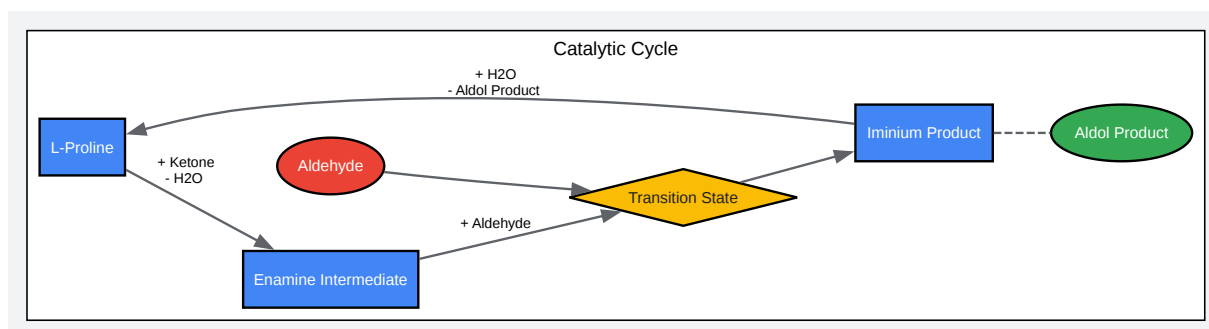 Catalytic Cycle
+ H2O
- Aldol Product
L-Proline
+ Ketone
- H2O
Aldehyde
Iminium Product
Aldol Product
Transition State
+ Aldehyde
Enamine Intermediate